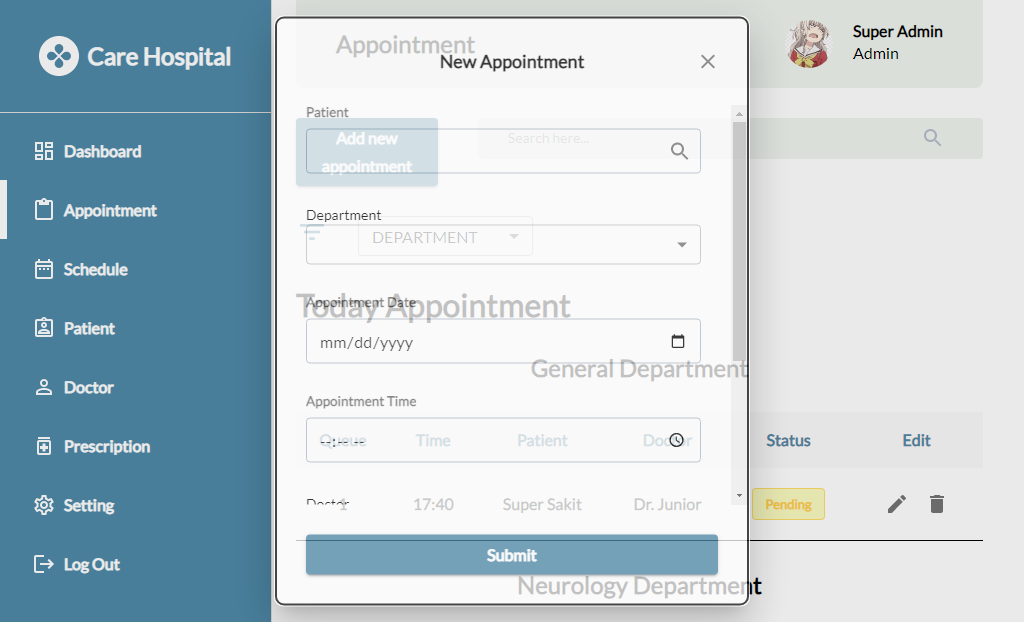 Care Hospital
Dashboard
Appointment
Schedule
Patient
Doctor
Prescription
Setting
Log Out
Appointment
Super Admin
Admin
New Appointment
Patient
Add new
appointment
Search here...
Department
DEPARTMENT
Today Appointment
Appointment Date
mm/dd/yyyy
General Department
Appointment Time
--:-- --
Queue Time Patient Doctor Status Edit
Doctor
1 17:40 Super Sakit Dr. Junior Pending
Submit
Neurology Department